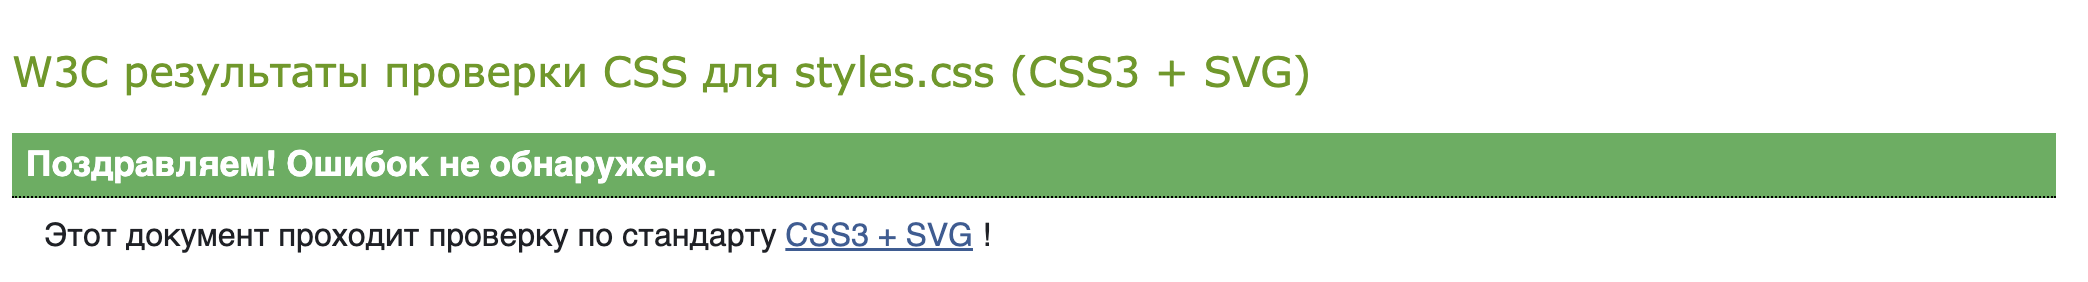 W3C результаты проверки CSS для styles.css (CSS3 + SVG)
Поздравляем! Ошибок не обнаружено.
Этот документ проходит проверку по стандарту CSS3 + SVG !